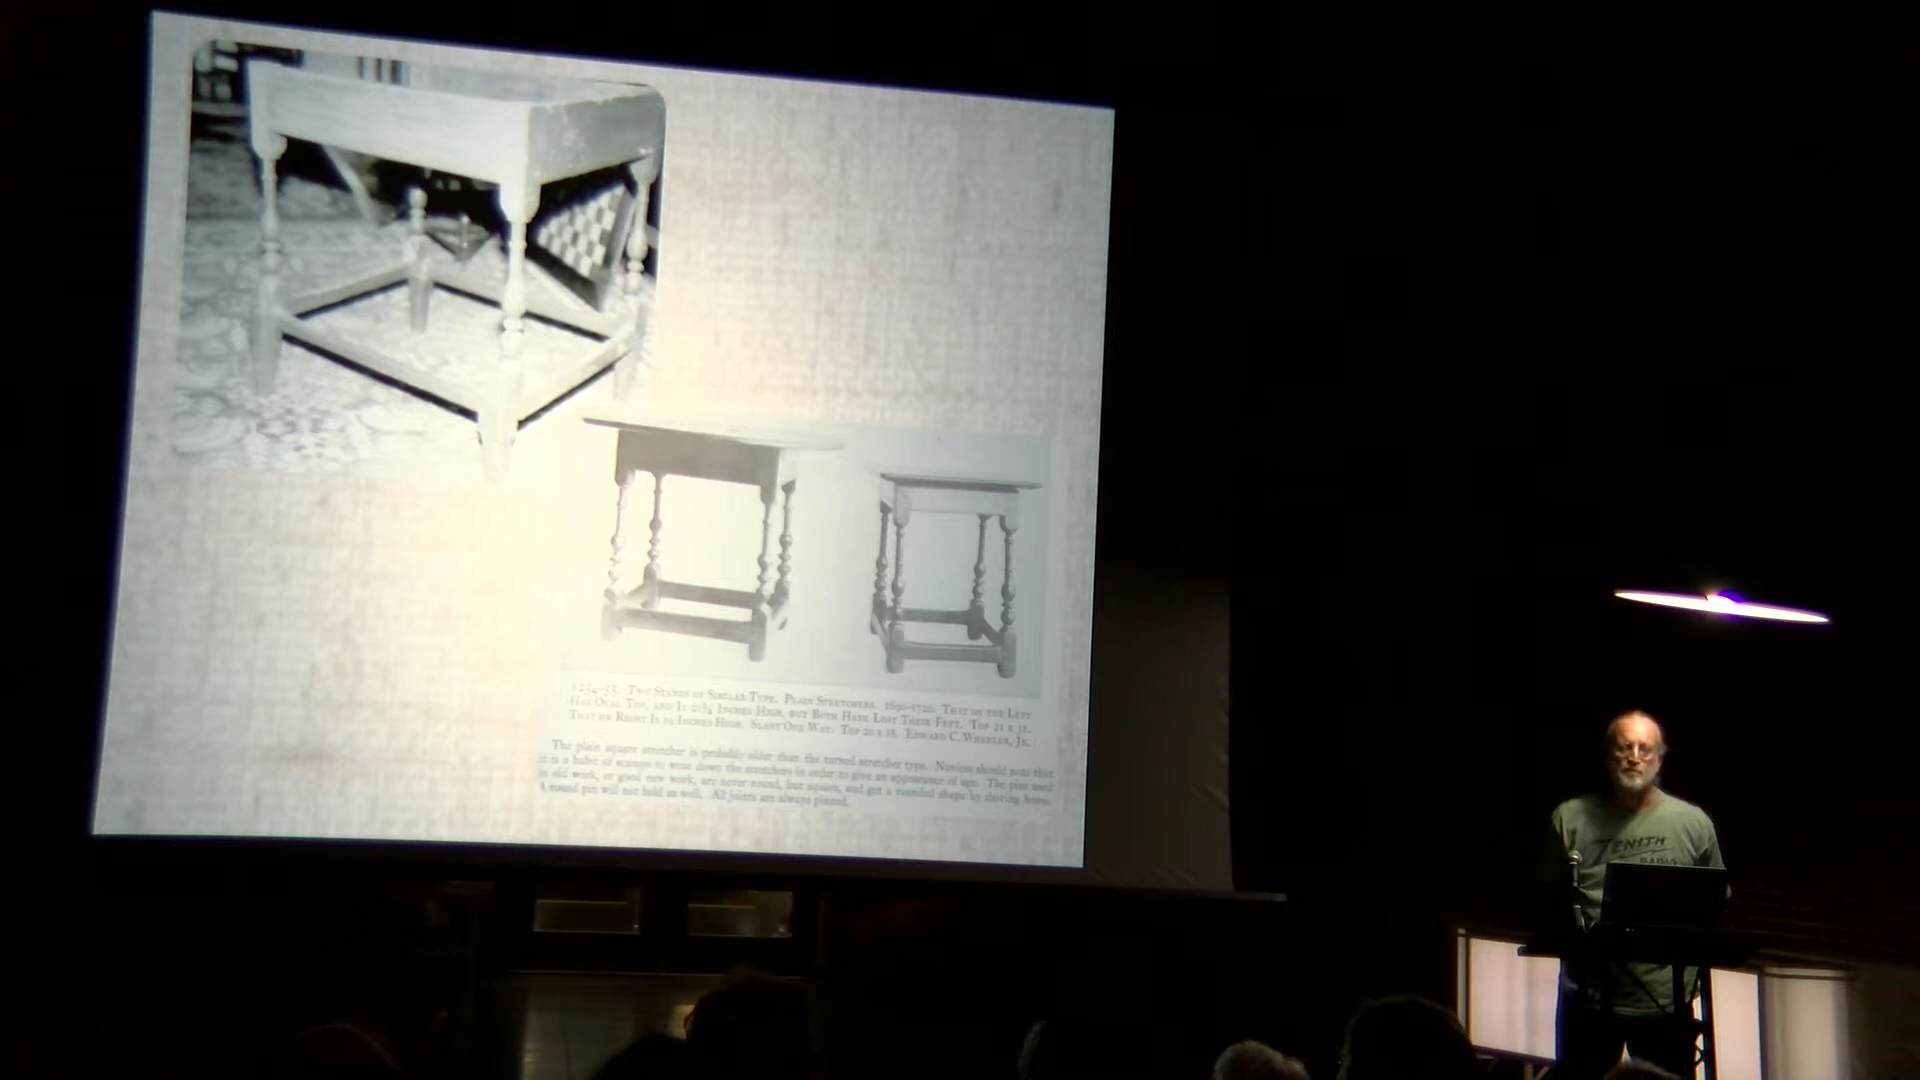 1254-55. Two Stands of Similar Type. Plain Stretchers. 1690-1720. That on the Left
Has Oval Top, and Is 21¾ Inches High, but Both Have Lost Their Feet. Top 21 x 31.
That on Right Is 21 Inches High. Slant One Way. Top 20 x 28. Edward C. Wheeler, Jr.
The plain square stretcher is probably older than the turned stretcher type. Novices should note that
it is a habit of scamps to wear down the stretchers in order to give an appearance of age. The pins used
in old work, or good new work, are never round, but square, and get a rounded shape by driving home.
A round pin will not hold as well. All joints are always pinned.
ZENITH
RADIO